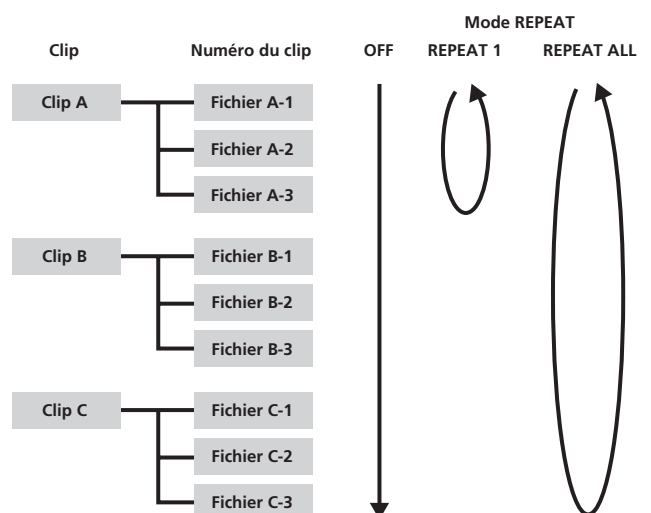 Mode REPEAT
Clip Numéro du clip OFF REPEAT 1 REPEAT ALL
Clip A Fichier A-1
Fichier A-2
Fichier A-3
Clip B Fichier B-1
Fichier B-2
Fichier B-3
Clip C Fichier C-1
Fichier C-2
Fichier C-3